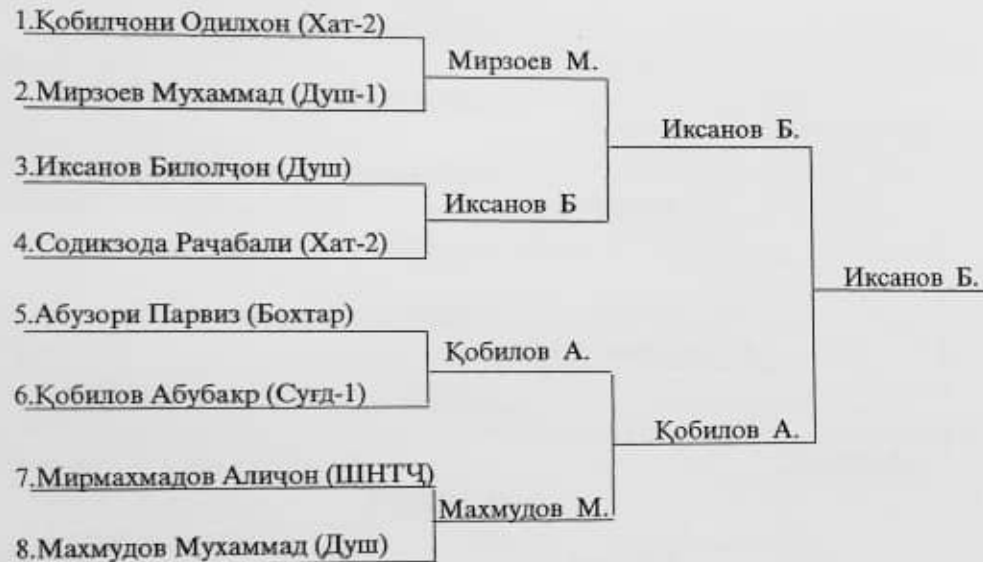 1.Қобилҷони Одилхон (Хат-2)
Мирзоев М.
2.Мирзоев Мухаммад (Душ-1)
Иксанов Б.
3.Иксанов Билолҷон (Душ)
Иксанов Б
4.Содикзода Раҷабали (Хат-2)
Иксанов Б.
5.Абузори Парвиз (Бохтар)
Қобилов А.
6.Қобилов Абубакр (Суғд-1)
Қобилов А.
7.Мирмахмадов Алиҷон (ШНТҶ)
Махмудов М.
8.Махмудов Мухаммад (Душ)